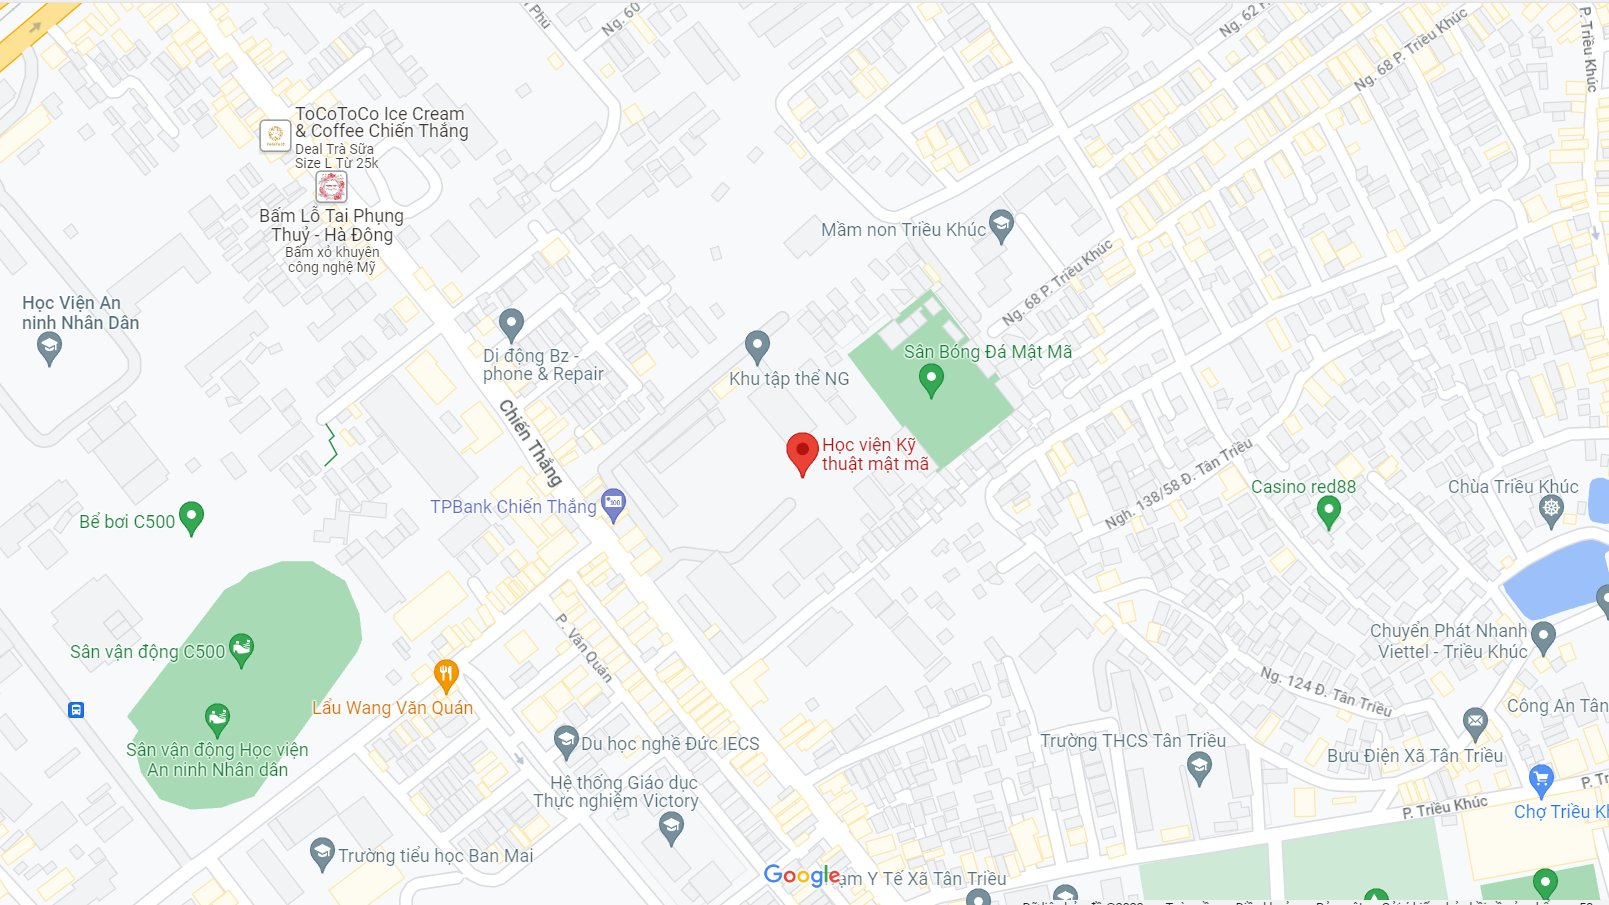 Phú
Ng. 60
Ng. 62
Ng. 68 P. Triều Khúc
P. Triều Khúc
ToCoToCo Ice Cream
& Coffee Chiến Thắng
Deal Trà Sữa
Size L Từ 25k
Bấm Lỗ Tai Phụng
Thuỷ - Hà Đông
Bấm xỏ khuyên
công nghệ Mỹ
Mầm non Triều Khúc
Ng. 68 P. Triều Khúc
Học Viện An
ninh Nhân Dân
Di động Bz -
phone & Repair
Khu tập thể NG
Sân Bóng Đá Mật Mã
Chiến Thắng
Học viện Kỹ
thuật mật mã
TPBank Chiến Thắng
Ngh. 138/58 Đ. Tân Triều
Casino red88
Chùa Triều Khúc
Bể bơi C500
Sân vận động C500
P. Văn Quán
Chuyển Phát Nhanh
Viettel - Triều Khúc
Lẩu Wang Văn Quán
Ng. 124 Đ. Tân Triều
Công An Tân
Sân vận động Học viện
An ninh Nhân dân
Du học nghề Đức IECS
Trường THCS Tân Triều
Bưu Điện Xã Tân Triều
Hệ thống Giáo dục
Thực nghiệm Victory
P. Triều Khúc
Chợ Triều
Trường tiểu học Ban Mai
Google
Y Tế Xã Tân Triều